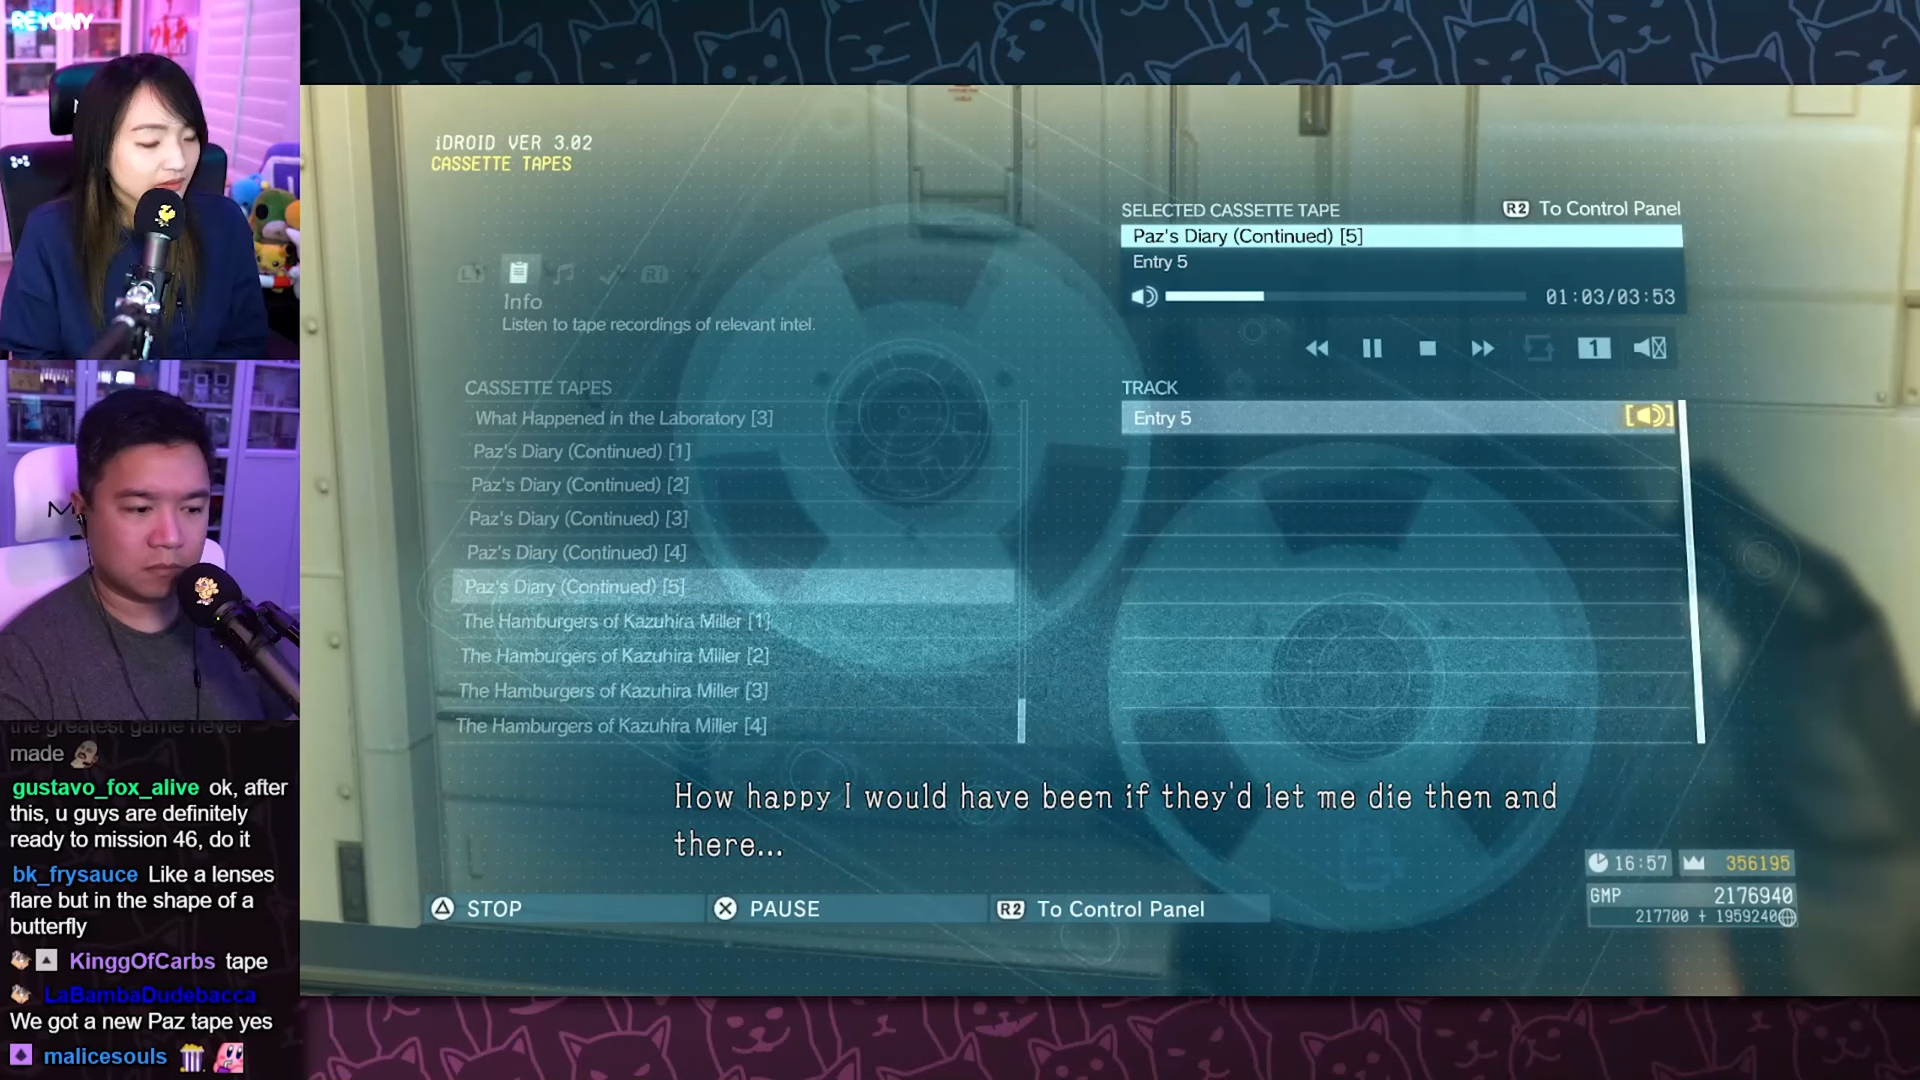 REYONY
iDROID VER 3.02
CASSETTE TAPES
Info
Listen to tape recordings of relevant intel.
CASSETTE TAPES
What Happened in the Laboratory [3]
Paz's Diary (Continued) [1]
Paz's Diary (Continued) [2]
Paz's Diary (Continued) [3]
Paz's Diary (Continued) [4]
Paz's Diary (Continued) [5]
The Hamburgers of Kazuhira Miller [1]
The Hamburgers of Kazuhira Miller [2]
The Hamburgers of Kazuhira Miller [3]
The Hamburgers of Kazuhira Miller [4]
SELECTED CASSETTE TAPE
R2 To Control Panel
Paz's Diary (Continued) [5]
Entry 5
01:03/03:53
1
TRACK
Entry 5
How happy I would have been if they'd let me die then and
there...
STOP
PAUSE
R2 To Control Panel
16:57
356195
GMP 2176940
217700 + 1959240
the greatest game never
made
gustavo_fox_alive ok, after
this, u guys are definitely
ready to mission 46, do it
bk_frysauce Like a lenses
flare but in the shape of a
butterfly
KinggOfCarbs tape
LaBambaDudebacca
We got a new Paz tape yes
malicesouls